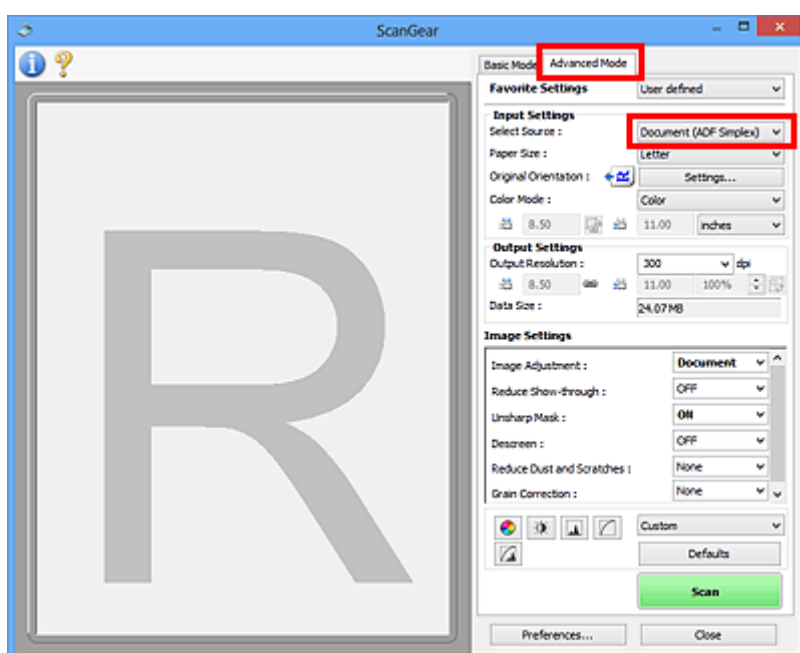 ScanGear
Basic Mode Advanced Mode
Favorite Settings User defined
Input Settings
Select Source : Document (ADF Simplex)
Paper Size : Letter
Original Orientation : Settings...
Color Mode : Color
8.50 11.00 inches
Output Settings
Output Resolution : 300 dpi
8.50 11.00 100%
Data Size : 24.07 MB
Image Settings
Image Adjustment : Document
Reduce Show-through : OFF
Unsharp Mask : ON
Descreen : OFF
Reduce Dust and Scratches : None
Grain Correction : None
Custom
Defaults
Scan
Preferences... Close
R